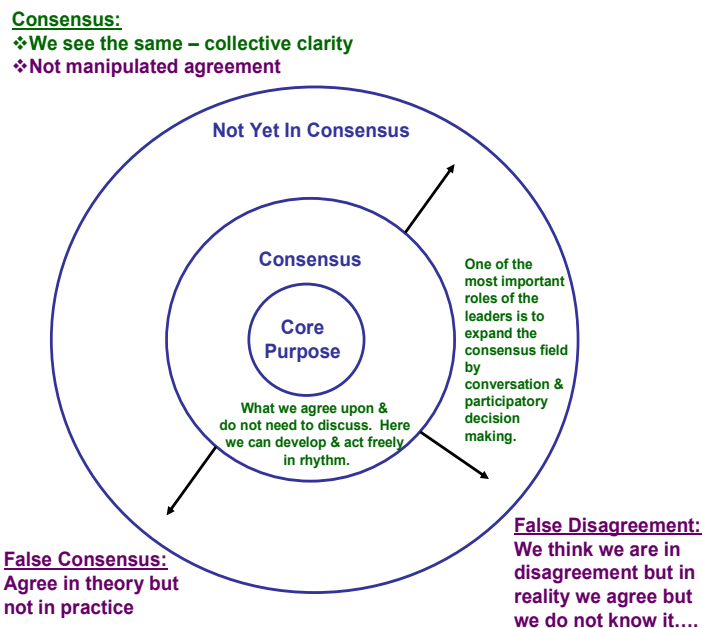 Consensus:
❖We see the same – collective clarity
❖Not manipulated agreement
Not Yet In Consensus
Consensus
Core
Purpose
What we agree upon &
do not need to discuss.  Here
we can develop & act freely
in rhythm.
One of the
most important
roles of the
leaders is to
expand the
consensus field
by
conversation &
participatory
decision
making.
False Consensus:
Agree in theory but
not in practice
False Disagreement:
We think we are in
disagreement but in
reality we agree but
we do not know it….